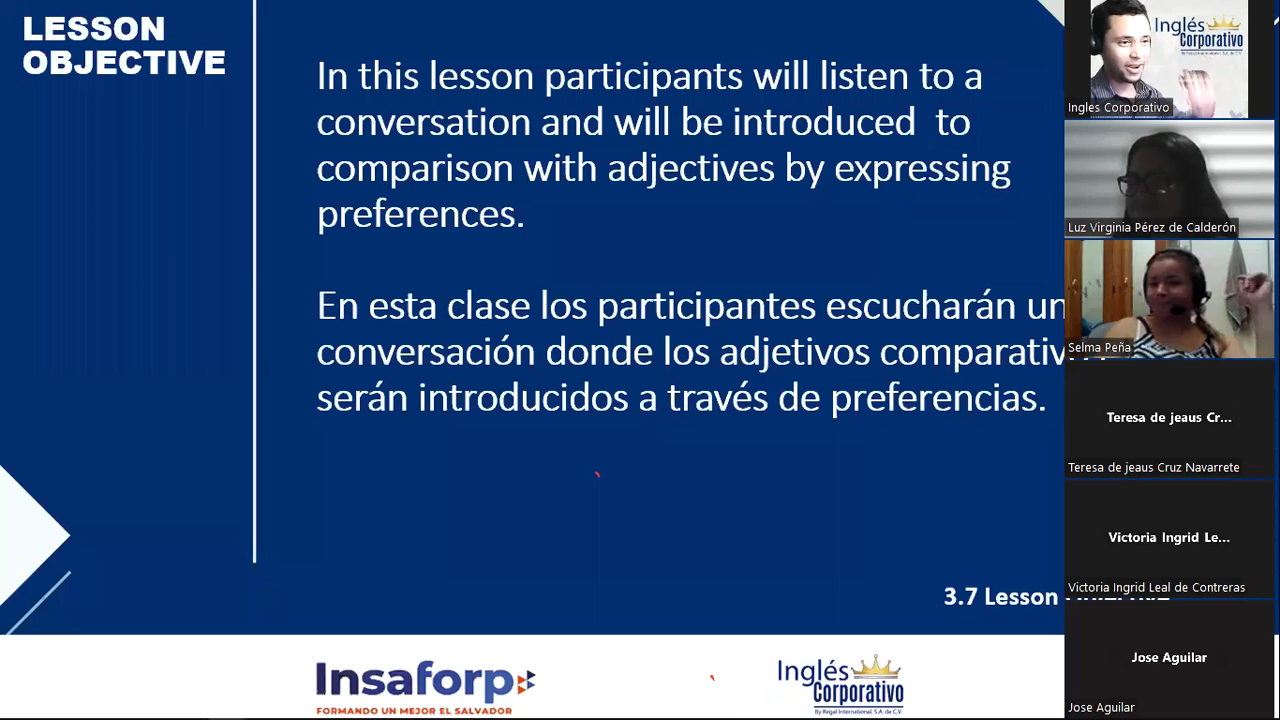 LESSON
OBJECTIVE
In this lesson participants will listen to a
conversation and will be introduced to
comparison with adjectives by expressing
preferences.
En esta clase los participantes escucharán un
conversación donde los adjetivos comparativ
serán introducidos a través de preferencias.
3.7 Lesson
Insaforp
FORMANDO UN MEJOR EL SALVADOR
Inglés
Corporativo
By Regal International, S.A. de C.V.
Inglés
Corporativo
Ingles Corporativo
Luz Virginia Pérez de Calderón
Selma Peña
Teresa de jeaus Cr...
Teresa de jeaus Cruz Navarrete
Victoria Ingrid Le...
Victoria Ingrid Leal de Contreras
Jose Aguilar
Jose Aguilar